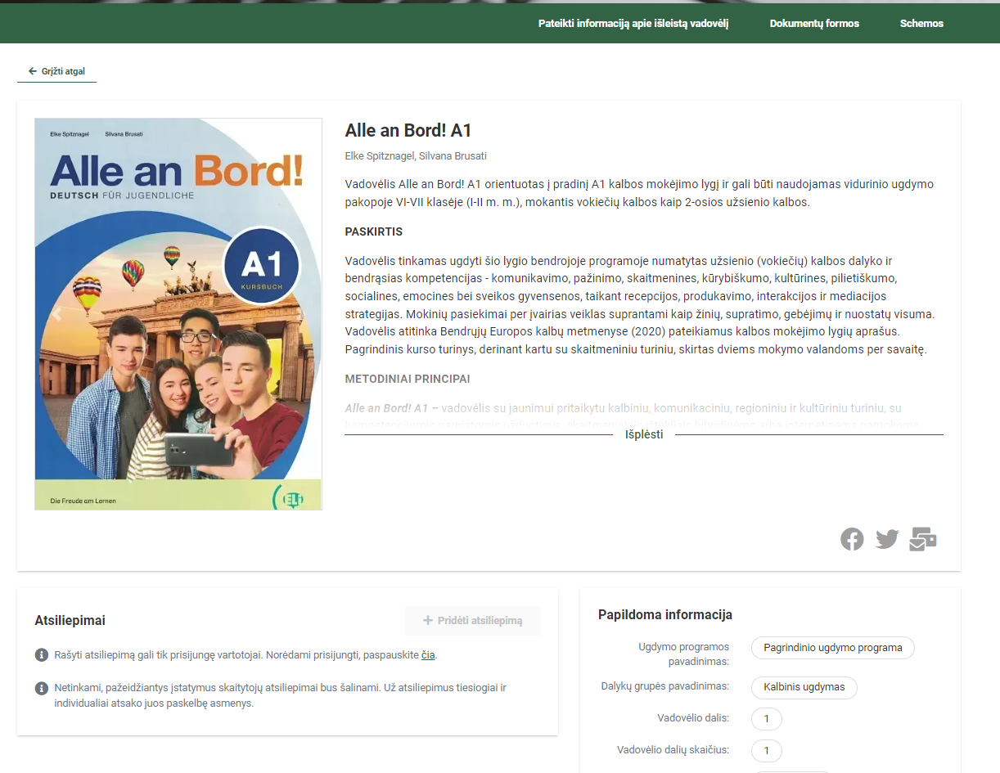 Pateikti informaciją apie išleistą vadovėlį
Dokumentų formos
Schemos
Grįžti atgal
Elke Spitznagel Silvana Brusati
Alle an Bord!
DEUTSCH FÜR JUGENDLICHE
A1
KURSBUCH
Die Freude am Lernen
ELI
Alle an Bord! A1
Elke Spitznagel, Silvana Brusati
Vadovėlis Alle an Bord! A1 orientuotas į pradinį A1 kalbos mokėjimo lygį ir gali būti naudojamas vidurinio ugdymo
pakopoje VI-VII klasėje (I-II m. m.), mokantis vokiečių kalbos kaip 2-osios užsienio kalbos.
PASKIRTIS
Vadovėlis tinkamas ugdyti šio lygio bendrojoje programoje numatytas užsienio (vokiečių) kalbos dalyko ir
bendrąsias kompetencijas - komunikavimo, pažinimo, skaitmenines, kūrybiškumo, kultūrines, pilietiškumo,
socialines, emocines bei sveikos gyvensenos, taikant recepcijos, produkavimo, interakcijos ir mediacijos
strategijas. Mokinių pasiekimai per įvairias veiklas suprantami kaip žinių, supratimo, gebėjimų ir nuostatų visuma.
Vadovėlis atitinka Bendrųjų Europos kalbų metmenyse (2020) pateikiamus kalbos mokėjimo lygių aprašus.
Pagrindinis kurso turinys, derinant kartu su skaitmeniniu turiniu, skirtas dviems mokymo valandoms per savaitę.
METODINIAI PRINCIPAI
Alle an Bord! A1 – vadovėlis su jaunimui pritaikytu kalbiniu, komunikaciniu, regioniniu ir kultūriniu turiniu, su
Išplėsti
Atsiliepimai
Pridėti atsiliepimą
Rašyti atsiliepimą gali tik prisijungę vartotojai. Norėdami prisijungti, paspauskite čia.
Netinkami, pažeidžiantys įstatymus skaitytojų atsiliepimai bus šalinami. Už atsiliepimus tiesiogiai ir
individualiai atsako juos paskelbę asmenys.
Papildoma informacija
Ugdymo programos
pavadinimas:
Pagrindinio ugdymo programa
Dalykų grupės pavadinimas:
Kalbinis ugdymas
Vadovėlio dalis:
1
Vadovėlio dalių skaičius:
1